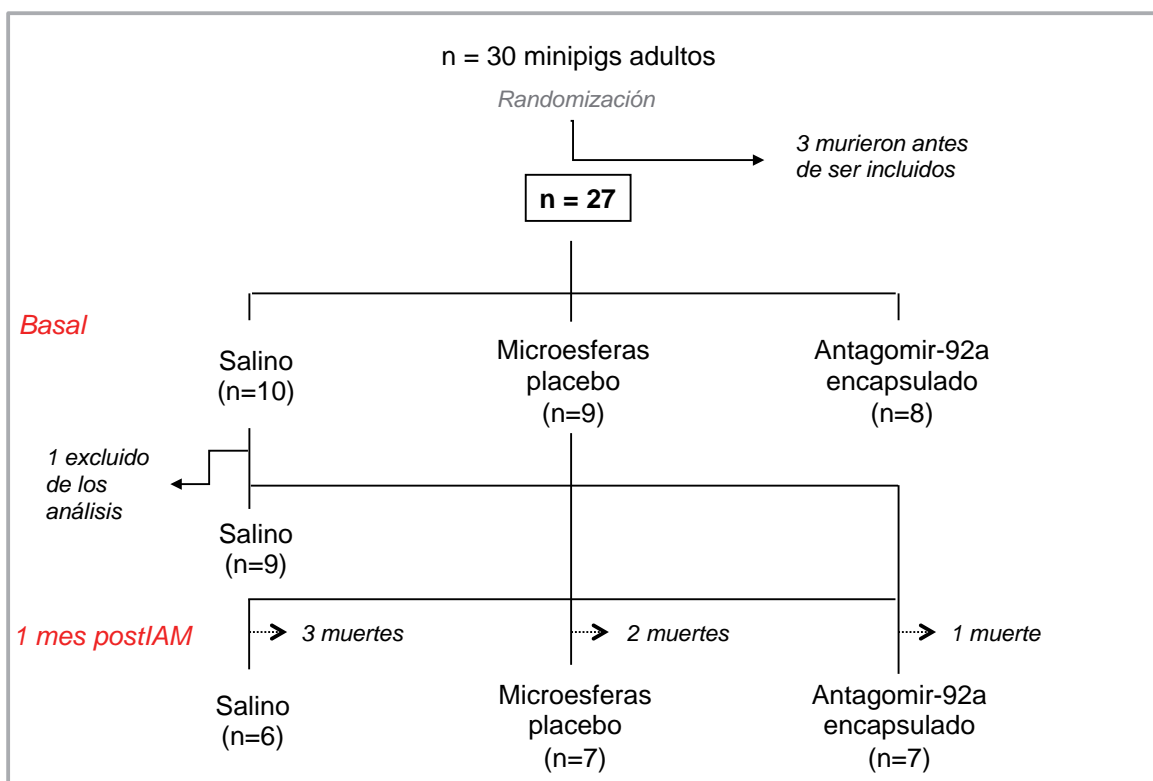 n = 30 minipigs adultos
Randomización
3 murieron antes
de ser incluidos
n = 27
Basal
Salino
(n=10)
Microesferas
placebo
(n=9)
Antagomir-92a
encapsulado
(n=8)
1 excluido
de los
análisis
Salino
(n=9)
1 mes postIAM
3 muertes
2 muertes
1 muerte
Salino
(n=6)
Microesferas
placebo
(n=7)
Antagomir-92a
encapsulado
(n=7)